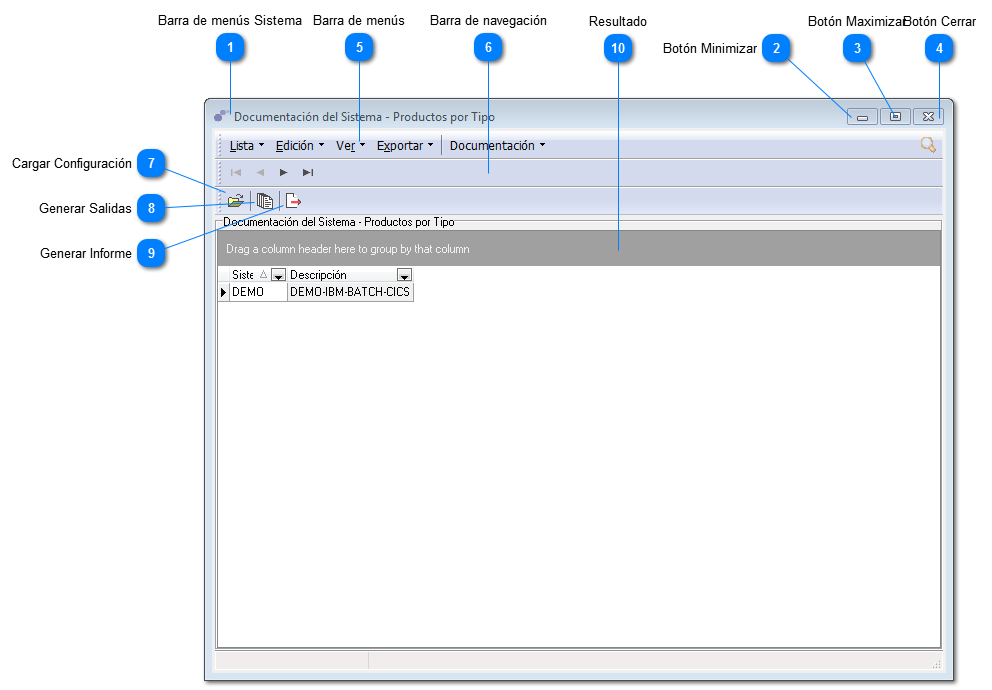 Barra de menús Sistema
Barra de menús
Barra de navegación
Resultado
Botón Maximizar
Botón Cerrar
1
5
6
10
Botón Minimizar
2
3
4
Documentación del Sistema - Productos por Tipo
Lista
Edición
Ver
Exportar
Documentación
Cargar Configuración
7
Generar Salidas
8
Generar Informe
9
Documentación del Sistema - Productos por Tipo
Drag a column header here to group by that column
Siste
Descripción
DEMO
DEMO-IBM-BATCH-CICS